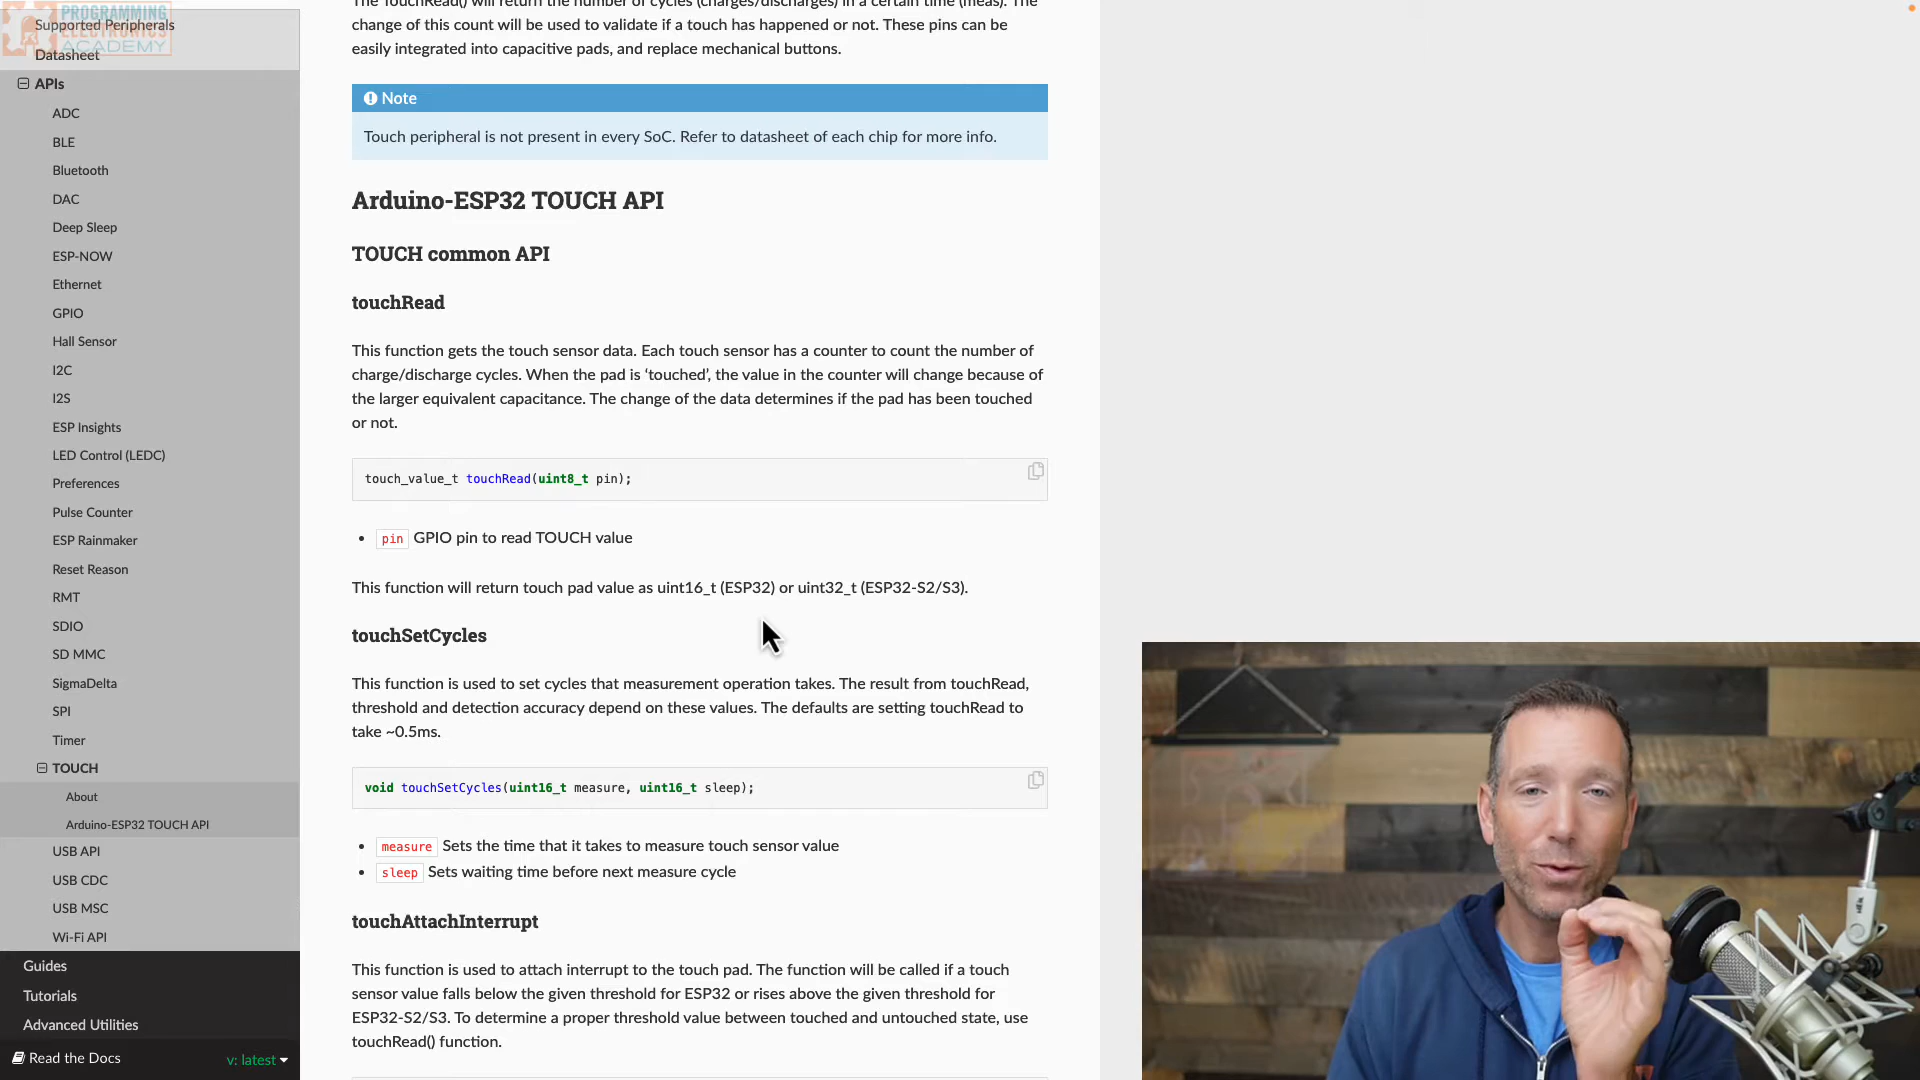 PROGRAMMING
ELECTRONICS
ACADEMY
Supported Peripherals
Datasheet
APIs
ADC
BLE
Bluetooth
DAC
Deep Sleep
ESP-NOW
Ethernet
GPIO
Hall Sensor
I2C
I2S
ESP Insights
LED Control (LEDC)
Preferences
Pulse Counter
ESP Rainmaker
Reset Reason
RMT
SDIO
SD MMC
SigmaDelta
SPI
Timer
TOUCH
About
Arduino-ESP32 TOUCH API
USB API
USB CDC
USB MSC
Wi-Fi API
Guides
Tutorials
Advanced Utilities
Read the Docs
v: latest
The TouchRead() will return the number of cycles (charges/discharges) in a certain time (meas). The
change of this count will be used to validate if a touch has happened or not. These pins can be
easily integrated into capacitive pads, and replace mechanical buttons.
Note
Touch peripheral is not present in every SoC. Refer to datasheet of each chip for more info.
Arduino-ESP32 TOUCH API
TOUCH common API
touchRead
This function gets the touch sensor data. Each touch sensor has a counter to count the number of
charge/discharge cycles. When the pad is ‘touched’, the value in the counter will change because of
the larger equivalent capacitance. The change of the data determines if the pad has been touched
or not.
touch_value_t touchRead(uint8_t pin);
• pin GPIO pin to read TOUCH value
This function will return touch pad value as uint16_t (ESP32) or uint32_t (ESP32-S2/S3).
touchSetCycles
This function is used to set cycles that measurement operation takes. The result from touchRead,
threshold and detection accuracy depend on these values. The defaults are setting touchRead to
take ~0.5ms.
void touchSetCycles(uint16_t measure, uint16_t sleep);
• measure Sets the time that it takes to measure touch sensor value
• sleep Sets waiting time before next measure cycle
touchAttachInterrupt
This function is used to attach interrupt to the touch pad. The function will be called if a touch
sensor value falls below the given threshold for ESP32 or rises above the given threshold for
ESP32-S2/S3. To determine a proper threshold value between touched and untouched state, use
touchRead() function.